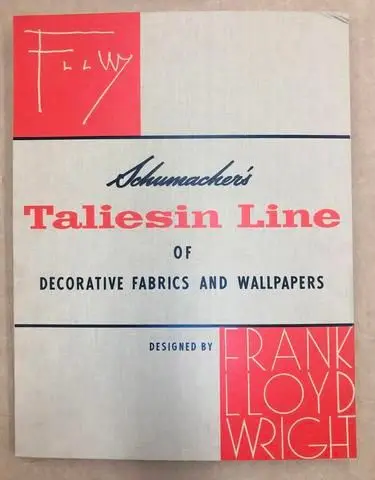 FLLW
Schumacher's
Taliesin Line
OF
DECORATIVE FABRICS AND WALLPAPERS
DESIGNED BY
FRANK
LLOYD
WRIGHT